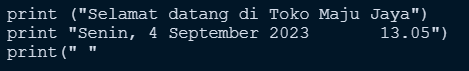 print ("Selamat datang di Toko Maju Jaya")
print "Senin, 4 September 2023       13.05")
print(" "